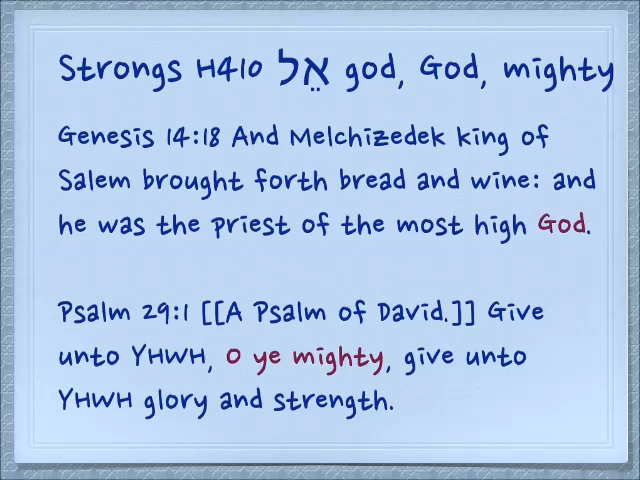 Strongs H410 אֵל god, God, mighty
Genesis 14:18 And Melchizedek king of
Salem brought forth bread and wine: and
he was the priest of the most high God.
Psalm 29:1 [[A Psalm of David.]] Give
unto YHWH, O ye mighty, give unto
YHWH glory and strength.